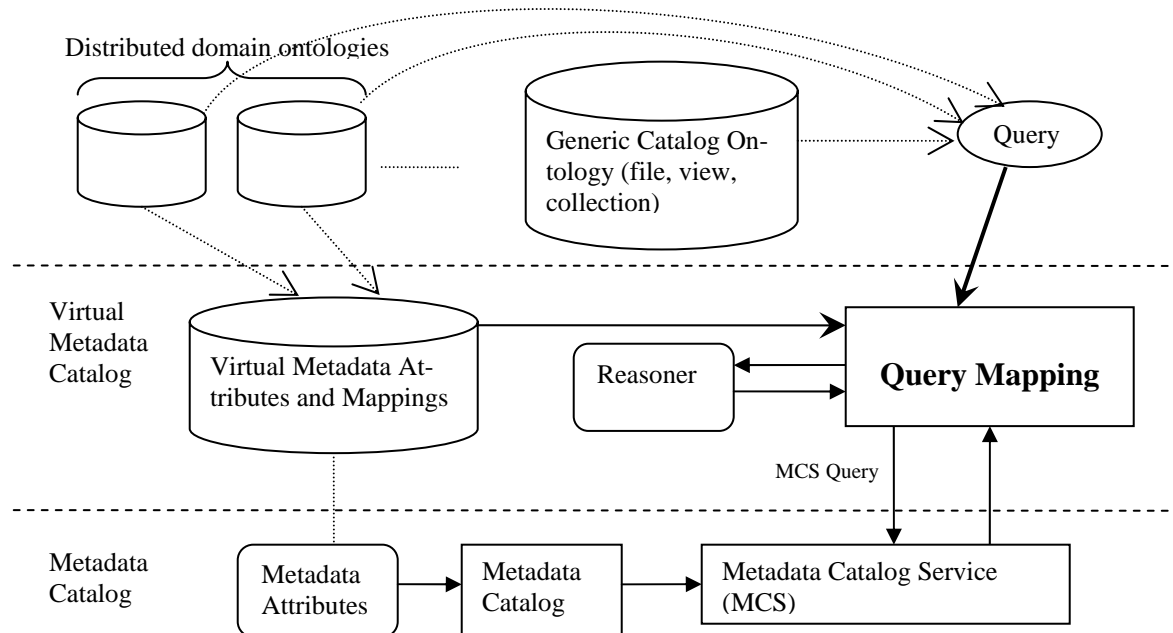 Distributed domain ontologies
Generic Catalog On-
tology (file, view,
collection)
Query
Virtual
Metadata
Catalog
Virtual Metadata At-
tributes and Mappings
Reasoner
Query Mapping
MCS Query
Metadata
Catalog
Metadata
Attributes
Metadata
Catalog
Metadata Catalog Service
(MCS)